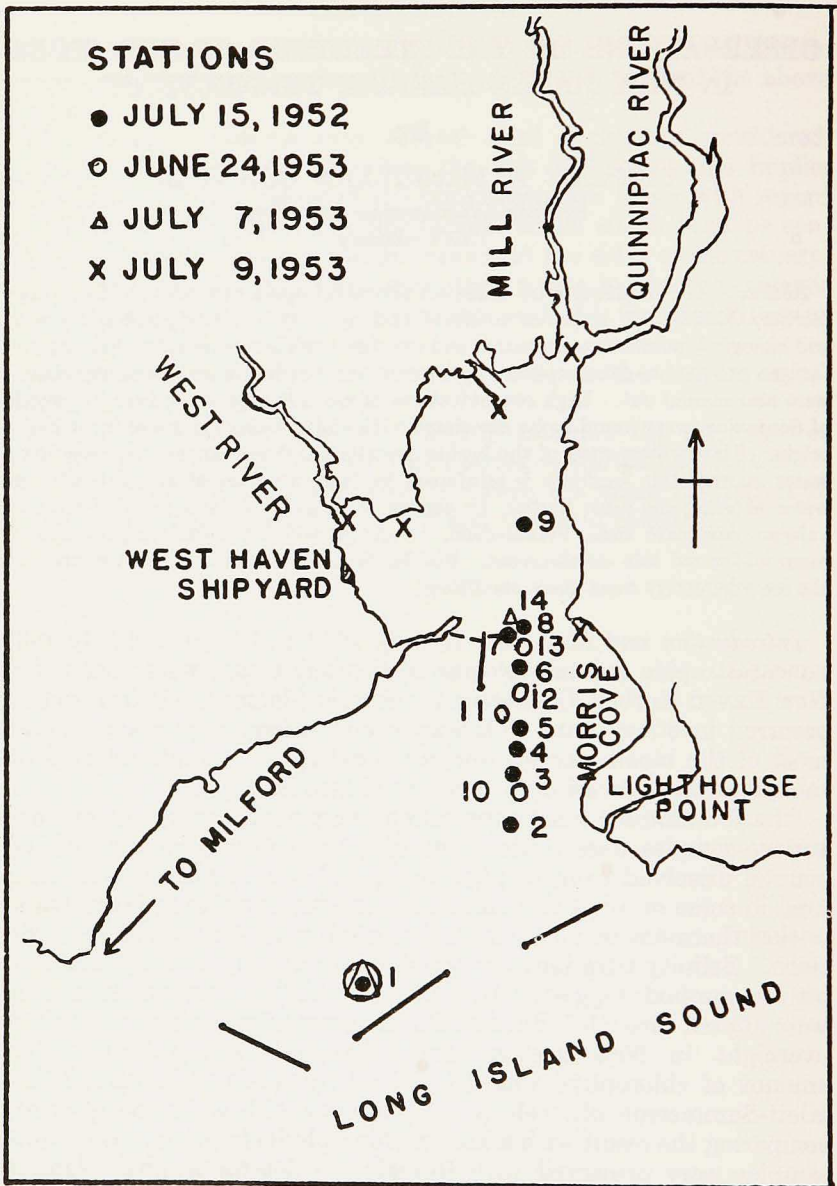 STATIONS
● JULY 15, 1952
○ JUNE 24, 1953
△ JULY 7, 1953
X JULY 9, 1953
MILL RIVER
QUINNIPIAC RIVER
WEST RIVER
WEST HAVEN
SHIPYARD
9
14
8
7
13
6
12
11
5
4
3
10
2
MORRIS
COVE
LIGHTHOUSE
POINT
TO MILFORD
1
LONG ISLAND SOUND